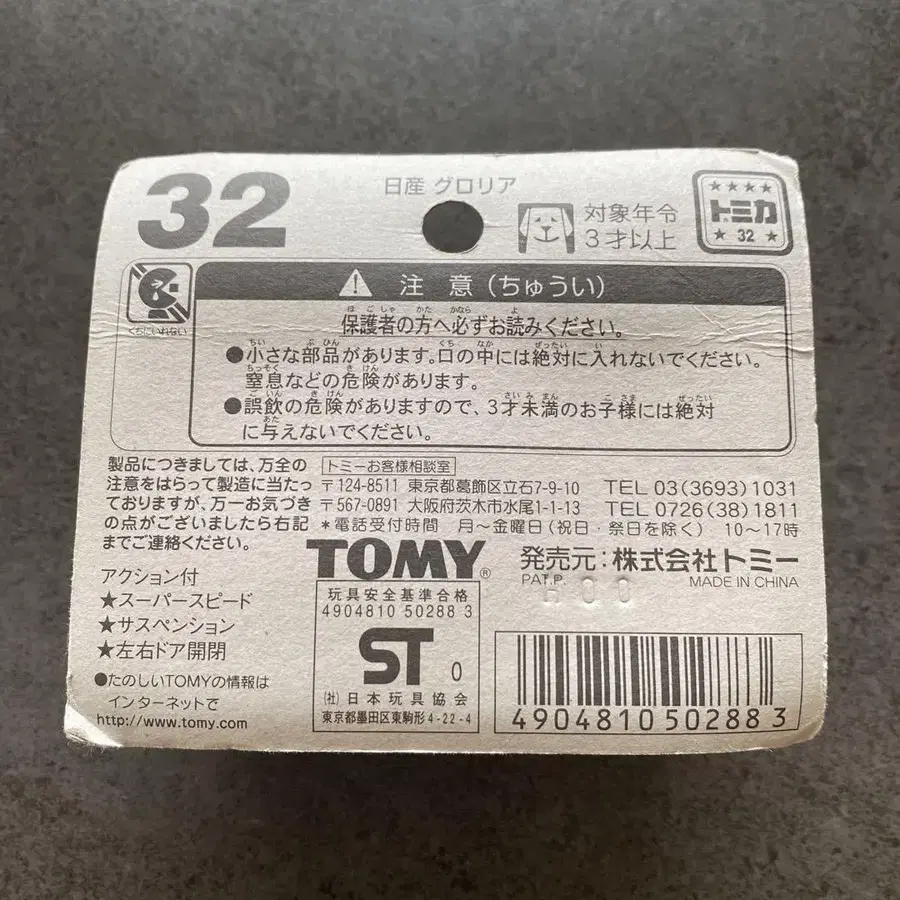 32
日産 グロリア
対象年令
3才以上
★★★★
トミカ
★ 32 ★
くちにいれない
注 意 (ちゅうい)
保護者の方へ必ずお読みください。
●小さな部品があります。口の中には絶対に入れないでください。
窒息などの危険があります。
●誤飲の危険がありますので、3才未満のお子様には絶対
に与えないでください。
製品につきましては、万全の
注意をはらって製造に当たっ
ておりますが、万一お気づき
の点がございましたら右記
までご連絡ください。
トミーお客様相談室
〒124-8511 東京都葛飾区立石7-9-10 TEL 03(3693)1031
〒567-0891 大阪府茨木市水尾1-1-13 TEL 0726(38)1811
*電話受付時間 月~金曜日(祝日・祭日を除く) 10~17時
TOMY®
発売元:株式会社トミー
PAT.P. MADE IN CHINA
アクション付
★スーパースピード
★サスペンション
★左右ドア開閉
●たのしいTOMYの情報は
インターネットで
http://www.tomy.com
玩具安全基準合格
4904810 50288 3
ST 0
(社)日本玩具協会
東京都墨田区東駒形4-22-4
4904810 502883